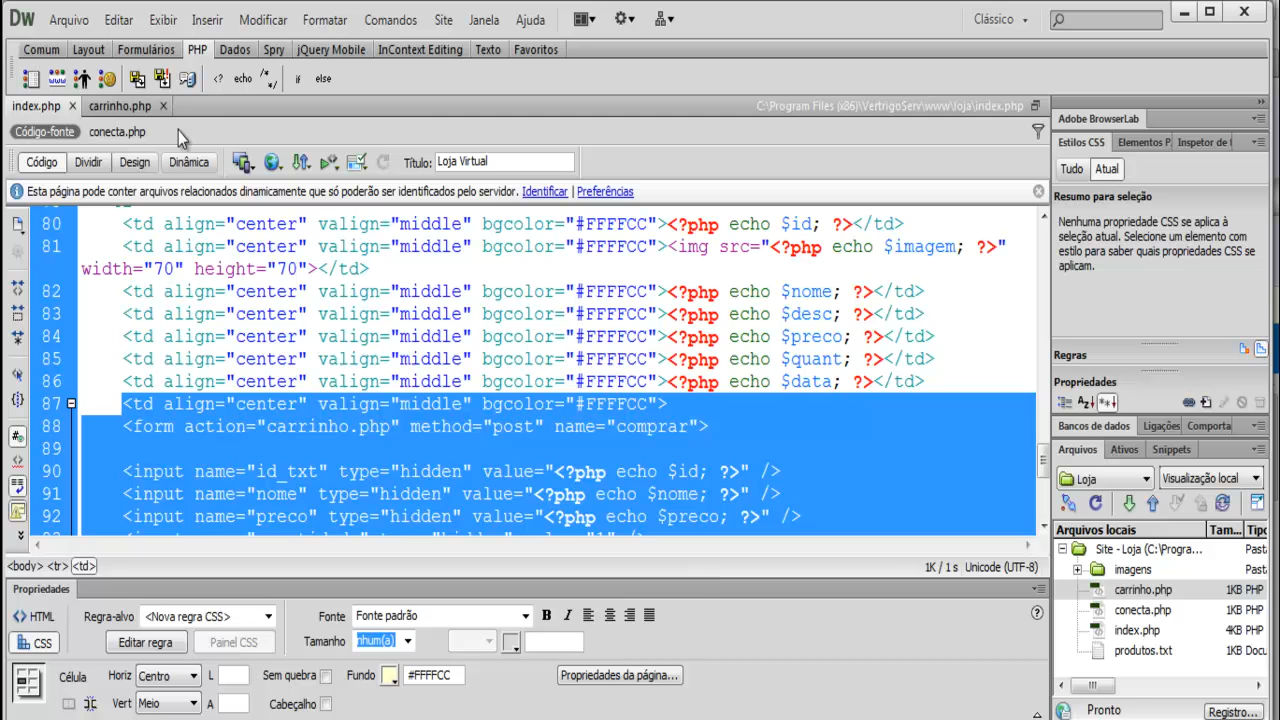 Dw Arquivo Editar Exibir Inserir Modificar Formatar Comandos Site Janela Ajuda Clássico
Comum Layout Formulários PHP Dados Spry jQuery Mobile InContext Editing Texto Favoritos
<? echo /* */ if else
index.php carrinho.php C:\Program Files (x86)\VertrigoServ\www\loja\index.php
Código-fonte conecta.php
Código Dividir Design Dinâmica Título: Loja Virtual
Esta página pode conter arquivos relacionados dinamicamente que só poderão ser identificados pelo servidor. Identificar | Preferências
80 <td align="center" valign="middle" bgcolor="#FFFFCC"><?php echo $id; ?></td>
81 <td align="center" valign="middle" bgcolor="#FFFFCC"><img src="<?php echo $imagem; ?>"
width="70" height="70"></td>
82 <td align="center" valign="middle" bgcolor="#FFFFCC"><?php echo $nome; ?></td>
83 <td align="center" valign="middle" bgcolor="#FFFFCC"><?php echo $desc; ?></td>
84 <td align="center" valign="middle" bgcolor="#FFFFCC"><?php echo $preco; ?></td>
85 <td align="center" valign="middle" bgcolor="#FFFFCC"><?php echo $quant; ?></td>
86 <td align="center" valign="middle" bgcolor="#FFFFCC"><?php echo $data; ?></td>
87 <td align="center" valign="middle" bgcolor="#FFFFCC">
88 <form action="carrinho.php" method="post" name="comprar">
89
90 <input name="id_txt" type="hidden" value="<?php echo $id; ?>" />
91 <input name="nome" type="hidden" value="<?php echo $nome; ?>" />
92 <input name="preco" type="hidden" value="<?php echo $preco; ?>" />
<body> <tr> <td> 1K / 1 s Unicode (UTF-8)
Propriedades
HTML Regra-alvo <Nova regra CSS> Fonte Fonte padrão B I
CSS Editar regra Painel CSS Tamanho nhum(a)
Célula Horiz Centro L Sem quebra Fundo #FFFFCC Propriedades da página...
Vert Meio A Cabeçalho
Adobe BrowserLab
Estilos CSS Elementos P Inspetor de t
Tudo Atual
Resumo para seleção
Nenhuma propriedade CSS se aplica à
seleção atual. Selecione um elemento com
estilo para saber quais propriedades CSS se
aplicam.
Regras
Propriedades
Bancos de dados Ligações Comporta
Arquivos Ativos Snippets
Loja Visualização local
Arquivos locais Tam... Tipo
Site - Loja (C:\Progra... Pasta
imagens Pasta
carrinho.php 1KB PHP
conecta.php 1KB PHP
index.php 4KB PHP
produtos.txt 1KB Docu
Pronto Registro...